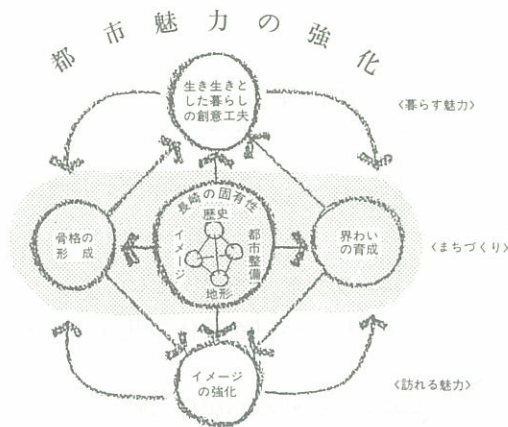 都市魅力の強化
生き生きと
した暮らし
の創意工夫
〈暮らす魅力〉
長崎の固有性
歴史
イメージ
都市整備
地形
骨格の
形成
界わい
の育成
〈まちづくり〉
イメージ
の強化
〈訪れる魅力〉